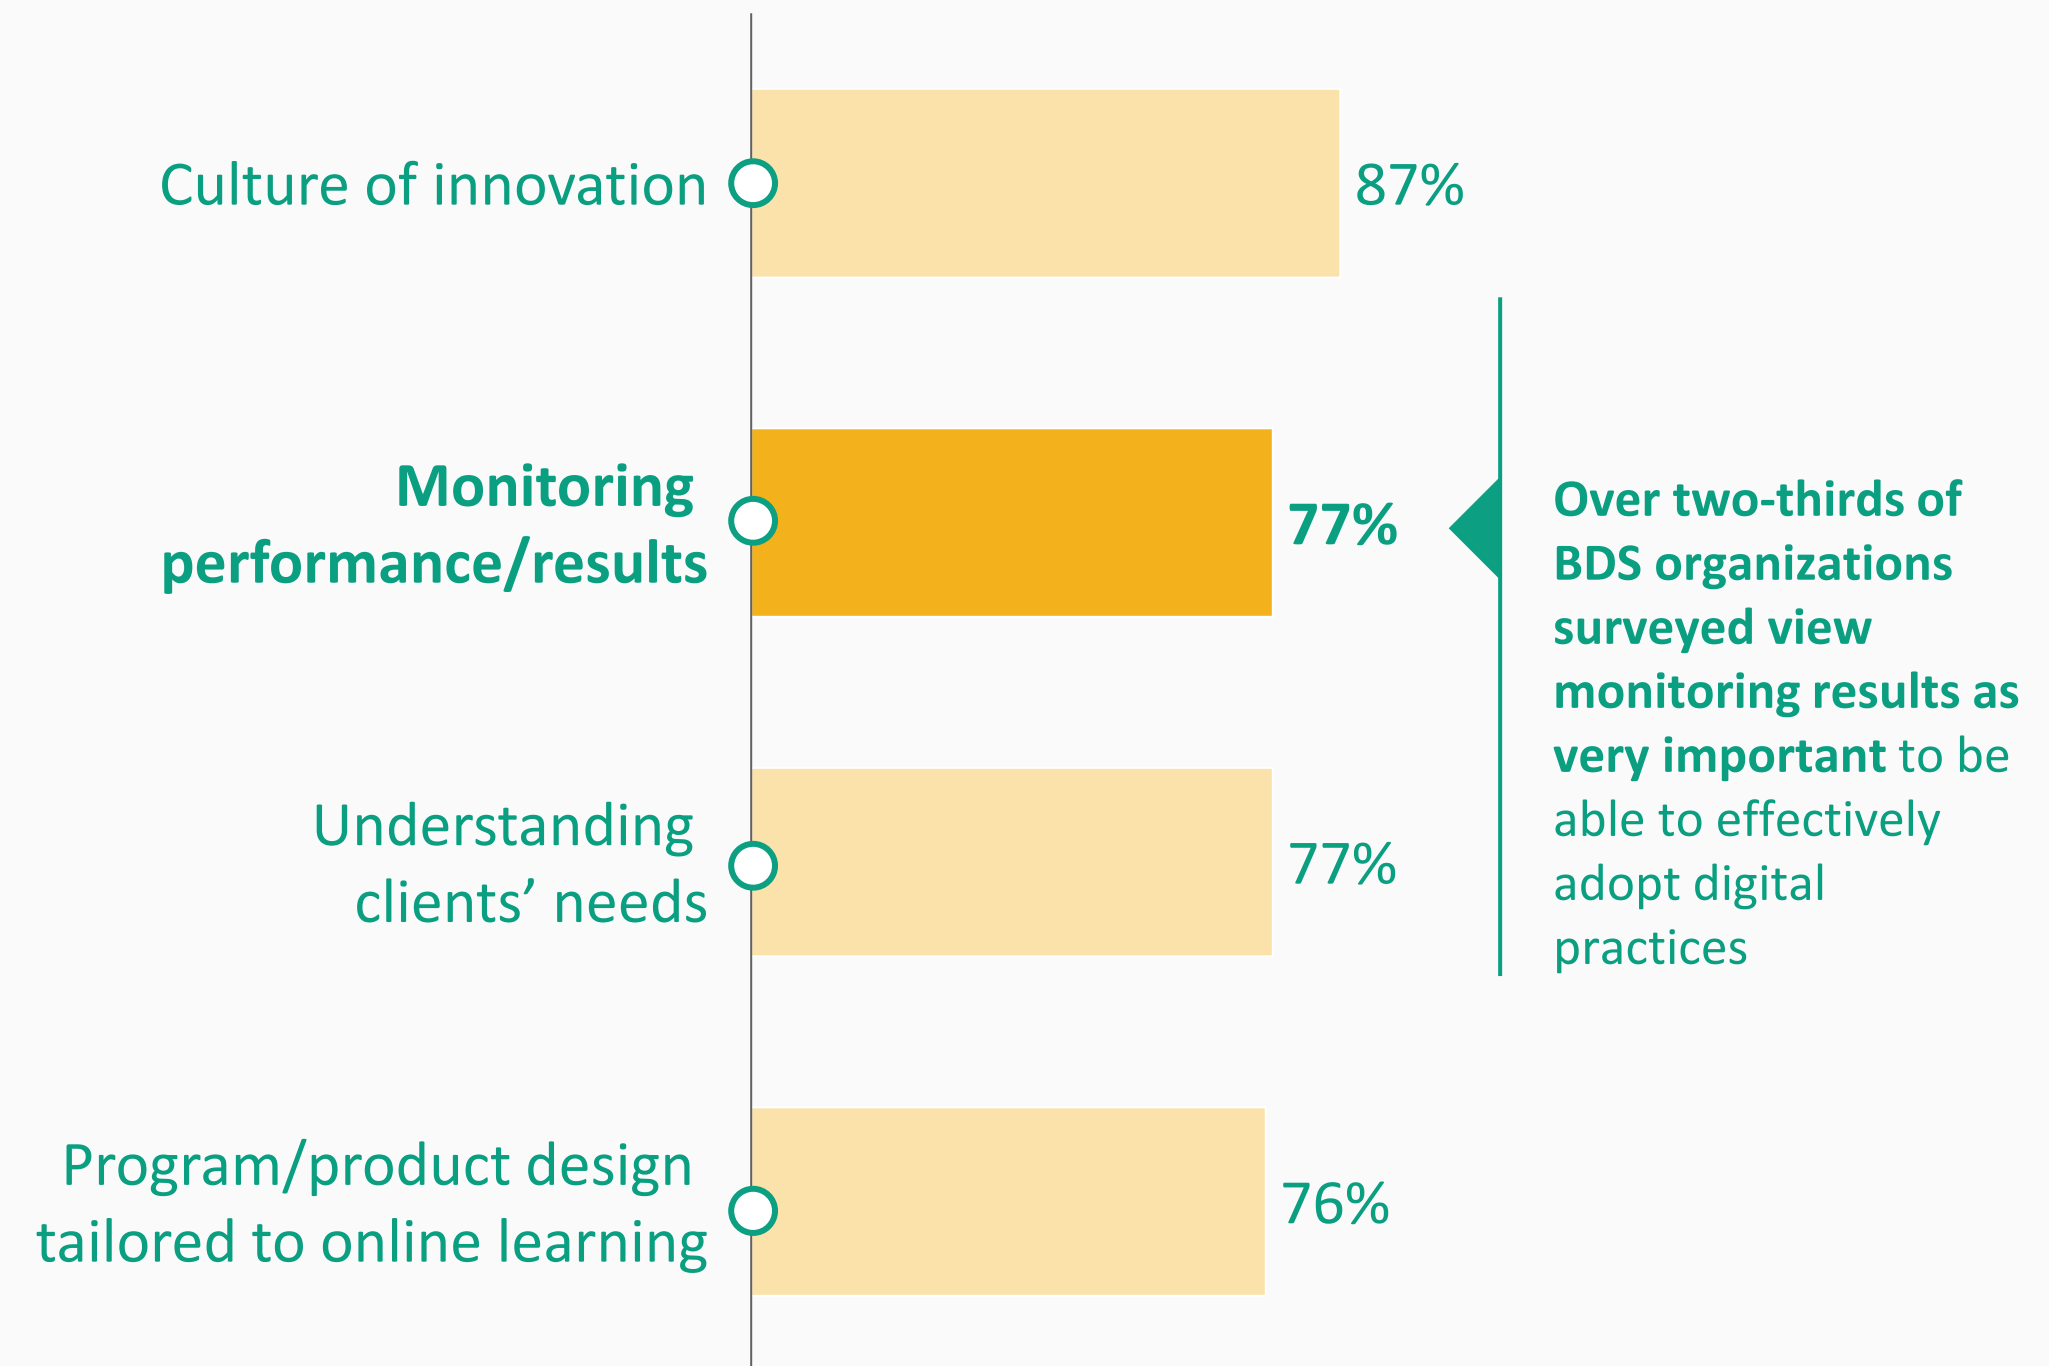 Culture of innovation
87%
Monitoring
performance/results
77%
Over two-thirds of
BDS organizations
surveyed view
monitoring results as
very important to be
able to effectively
adopt digital
practices
Understanding
clients’ needs
77%
Program/product design
tailored to online learning
76%